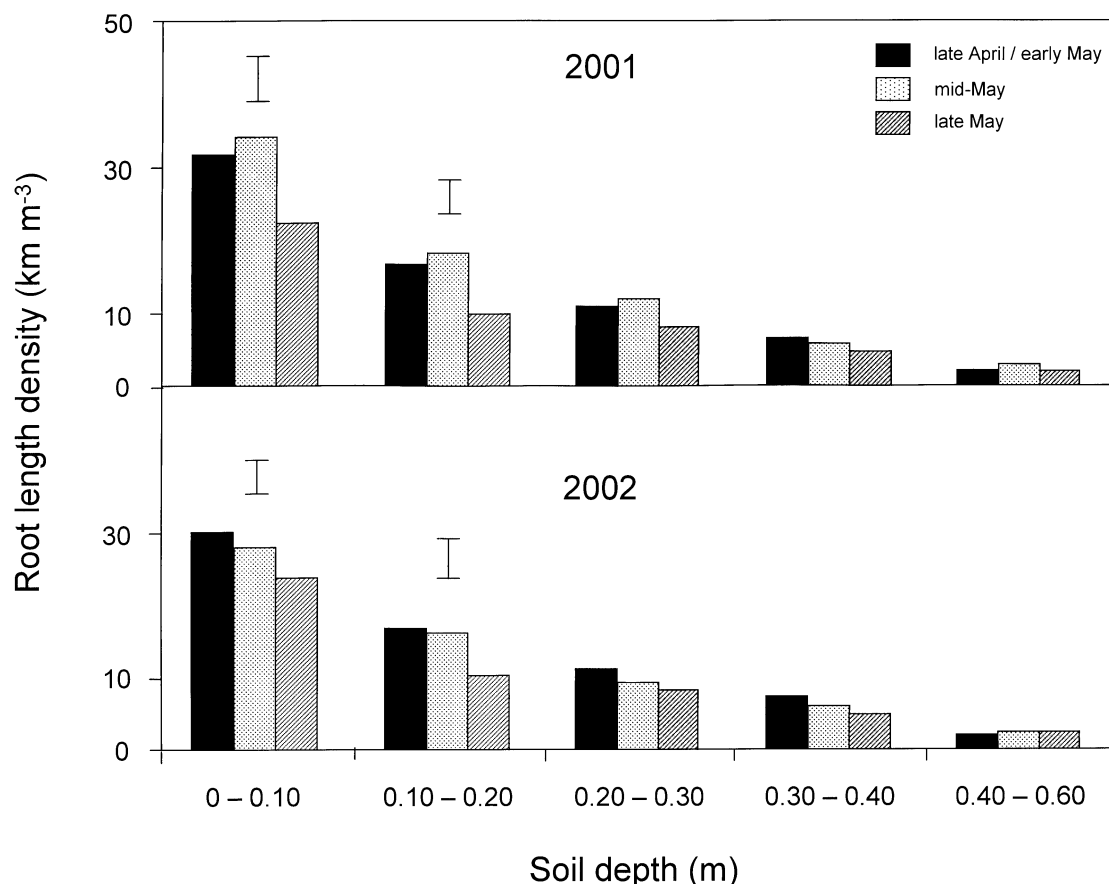 50
2001
late April / early May
mid-May
late May
30
10
0
2002
30
10
0
Root length density (km m⁻³)
0 – 0.10 0.10 – 0.20 0.20 – 0.30 0.30 – 0.40 0.40 – 0.60
Soil depth (m)